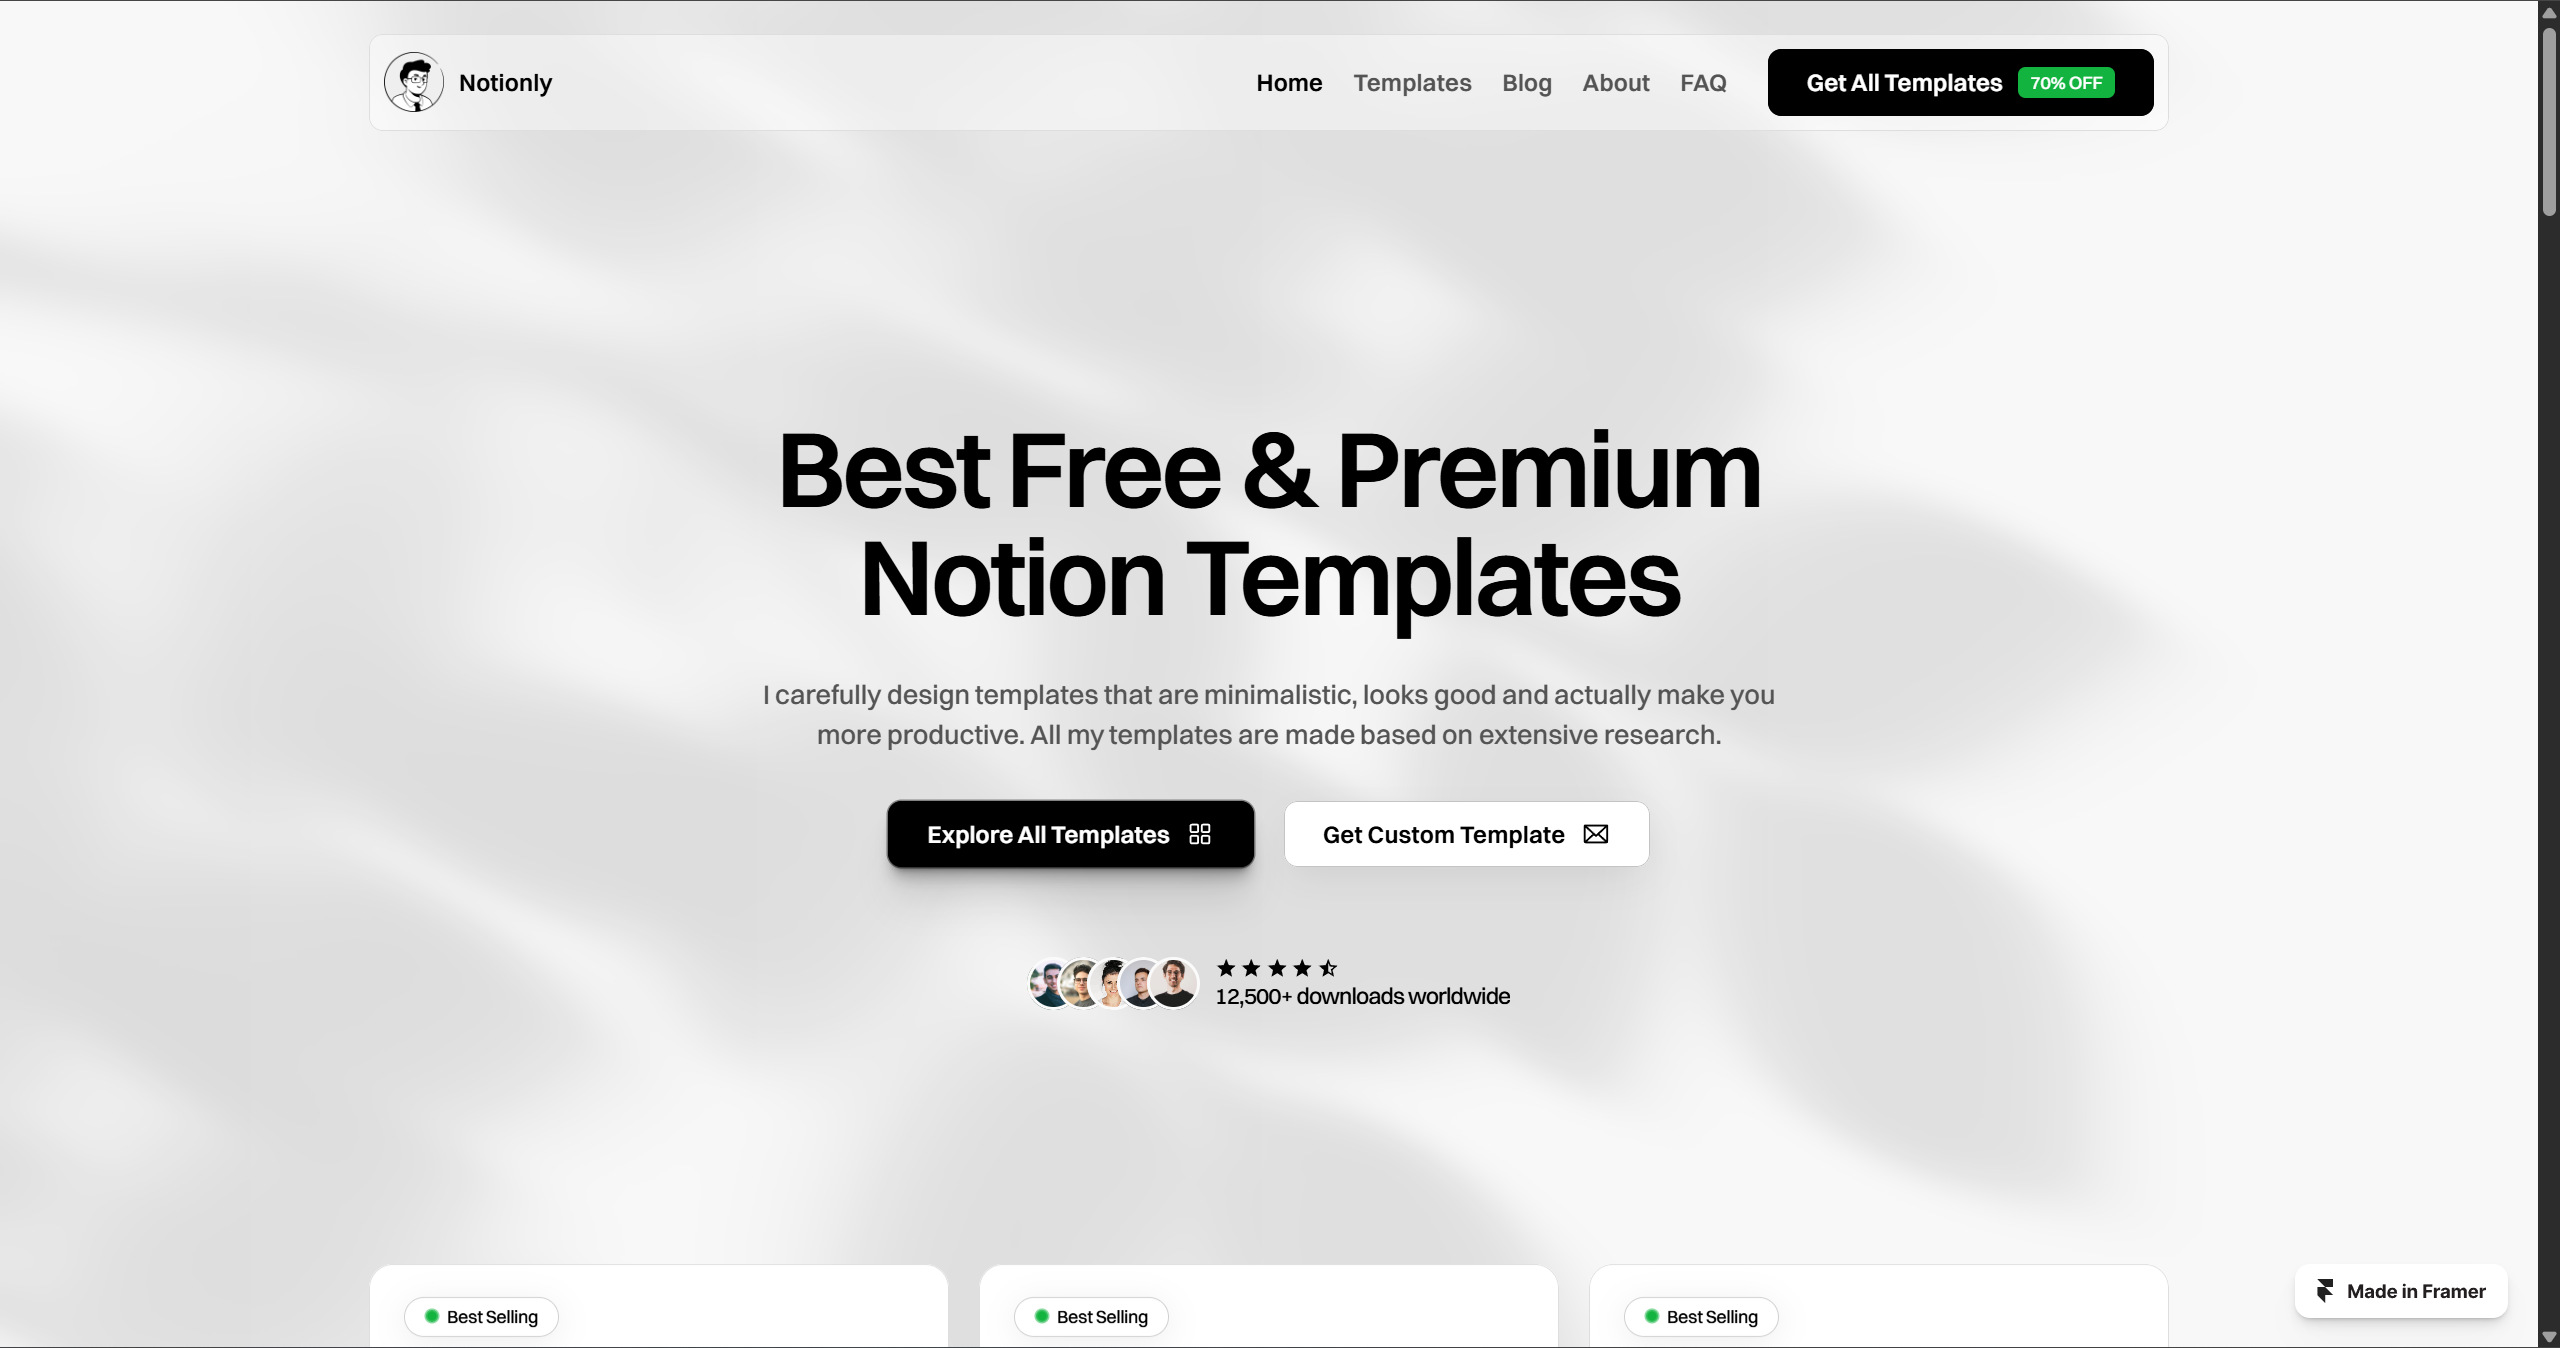 Notionly
Home
Templates
Blog
About
FAQ
Get All Templates
70% OFF
Best Free & Premium
Notion Templates
I carefully design templates that are minimalistic, looks good and actually make you
more productive. All my templates are made based on extensive research.
Explore All Templates
Get Custom Template
12,500+ downloads worldwide
Best Selling
Best Selling
Best Selling
Made in Framer